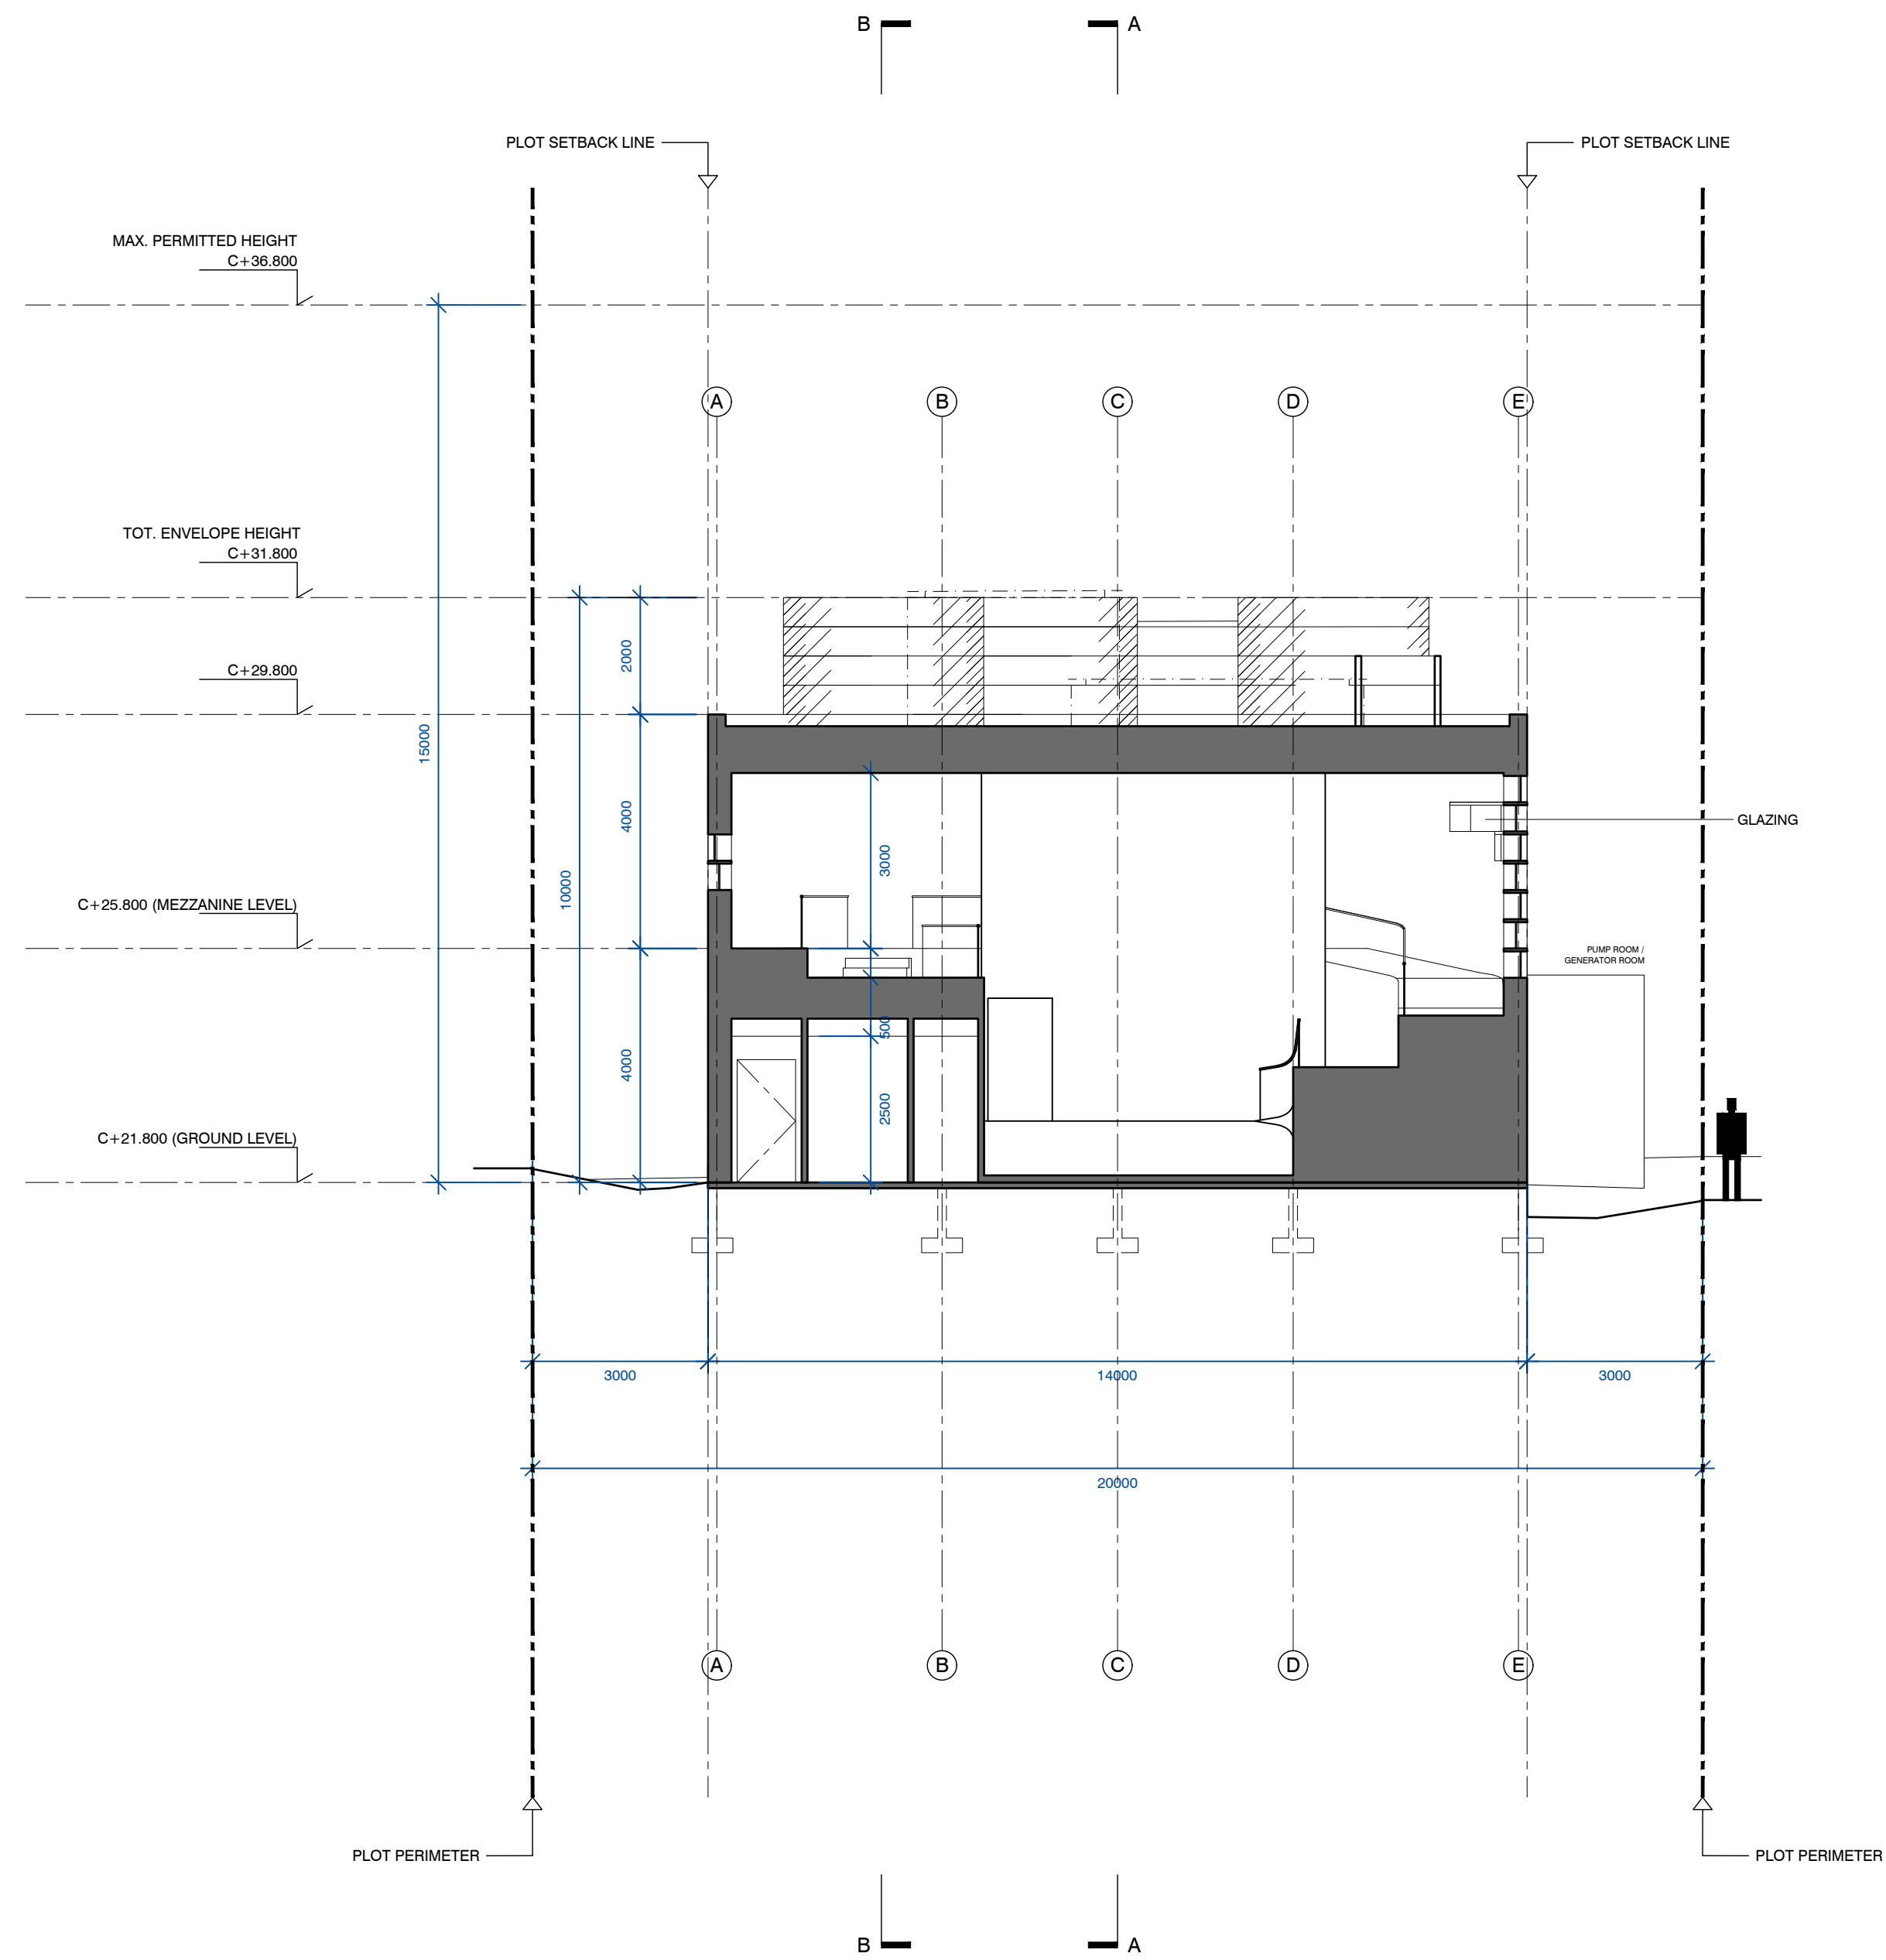 B
A
PLOT SETBACK LINE
PLOT SETBACK LINE
MAX. PERMITTED HEIGHT
C+36.800
A
B
C
D
E
TOT. ENVELOPE HEIGHT
C+31.800
2000
C+29.800
15000
4000
3000
GLAZING
10000
C+25.800 (MEZZANINE LEVEL)
PUMP ROOM /
GENERATOR ROOM
500
4000
2500
C+21.800 (GROUND LEVEL)
3000
14000
3000
20000
A
B
C
D
E
PLOT PERIMETER
PLOT PERIMETER
B
A